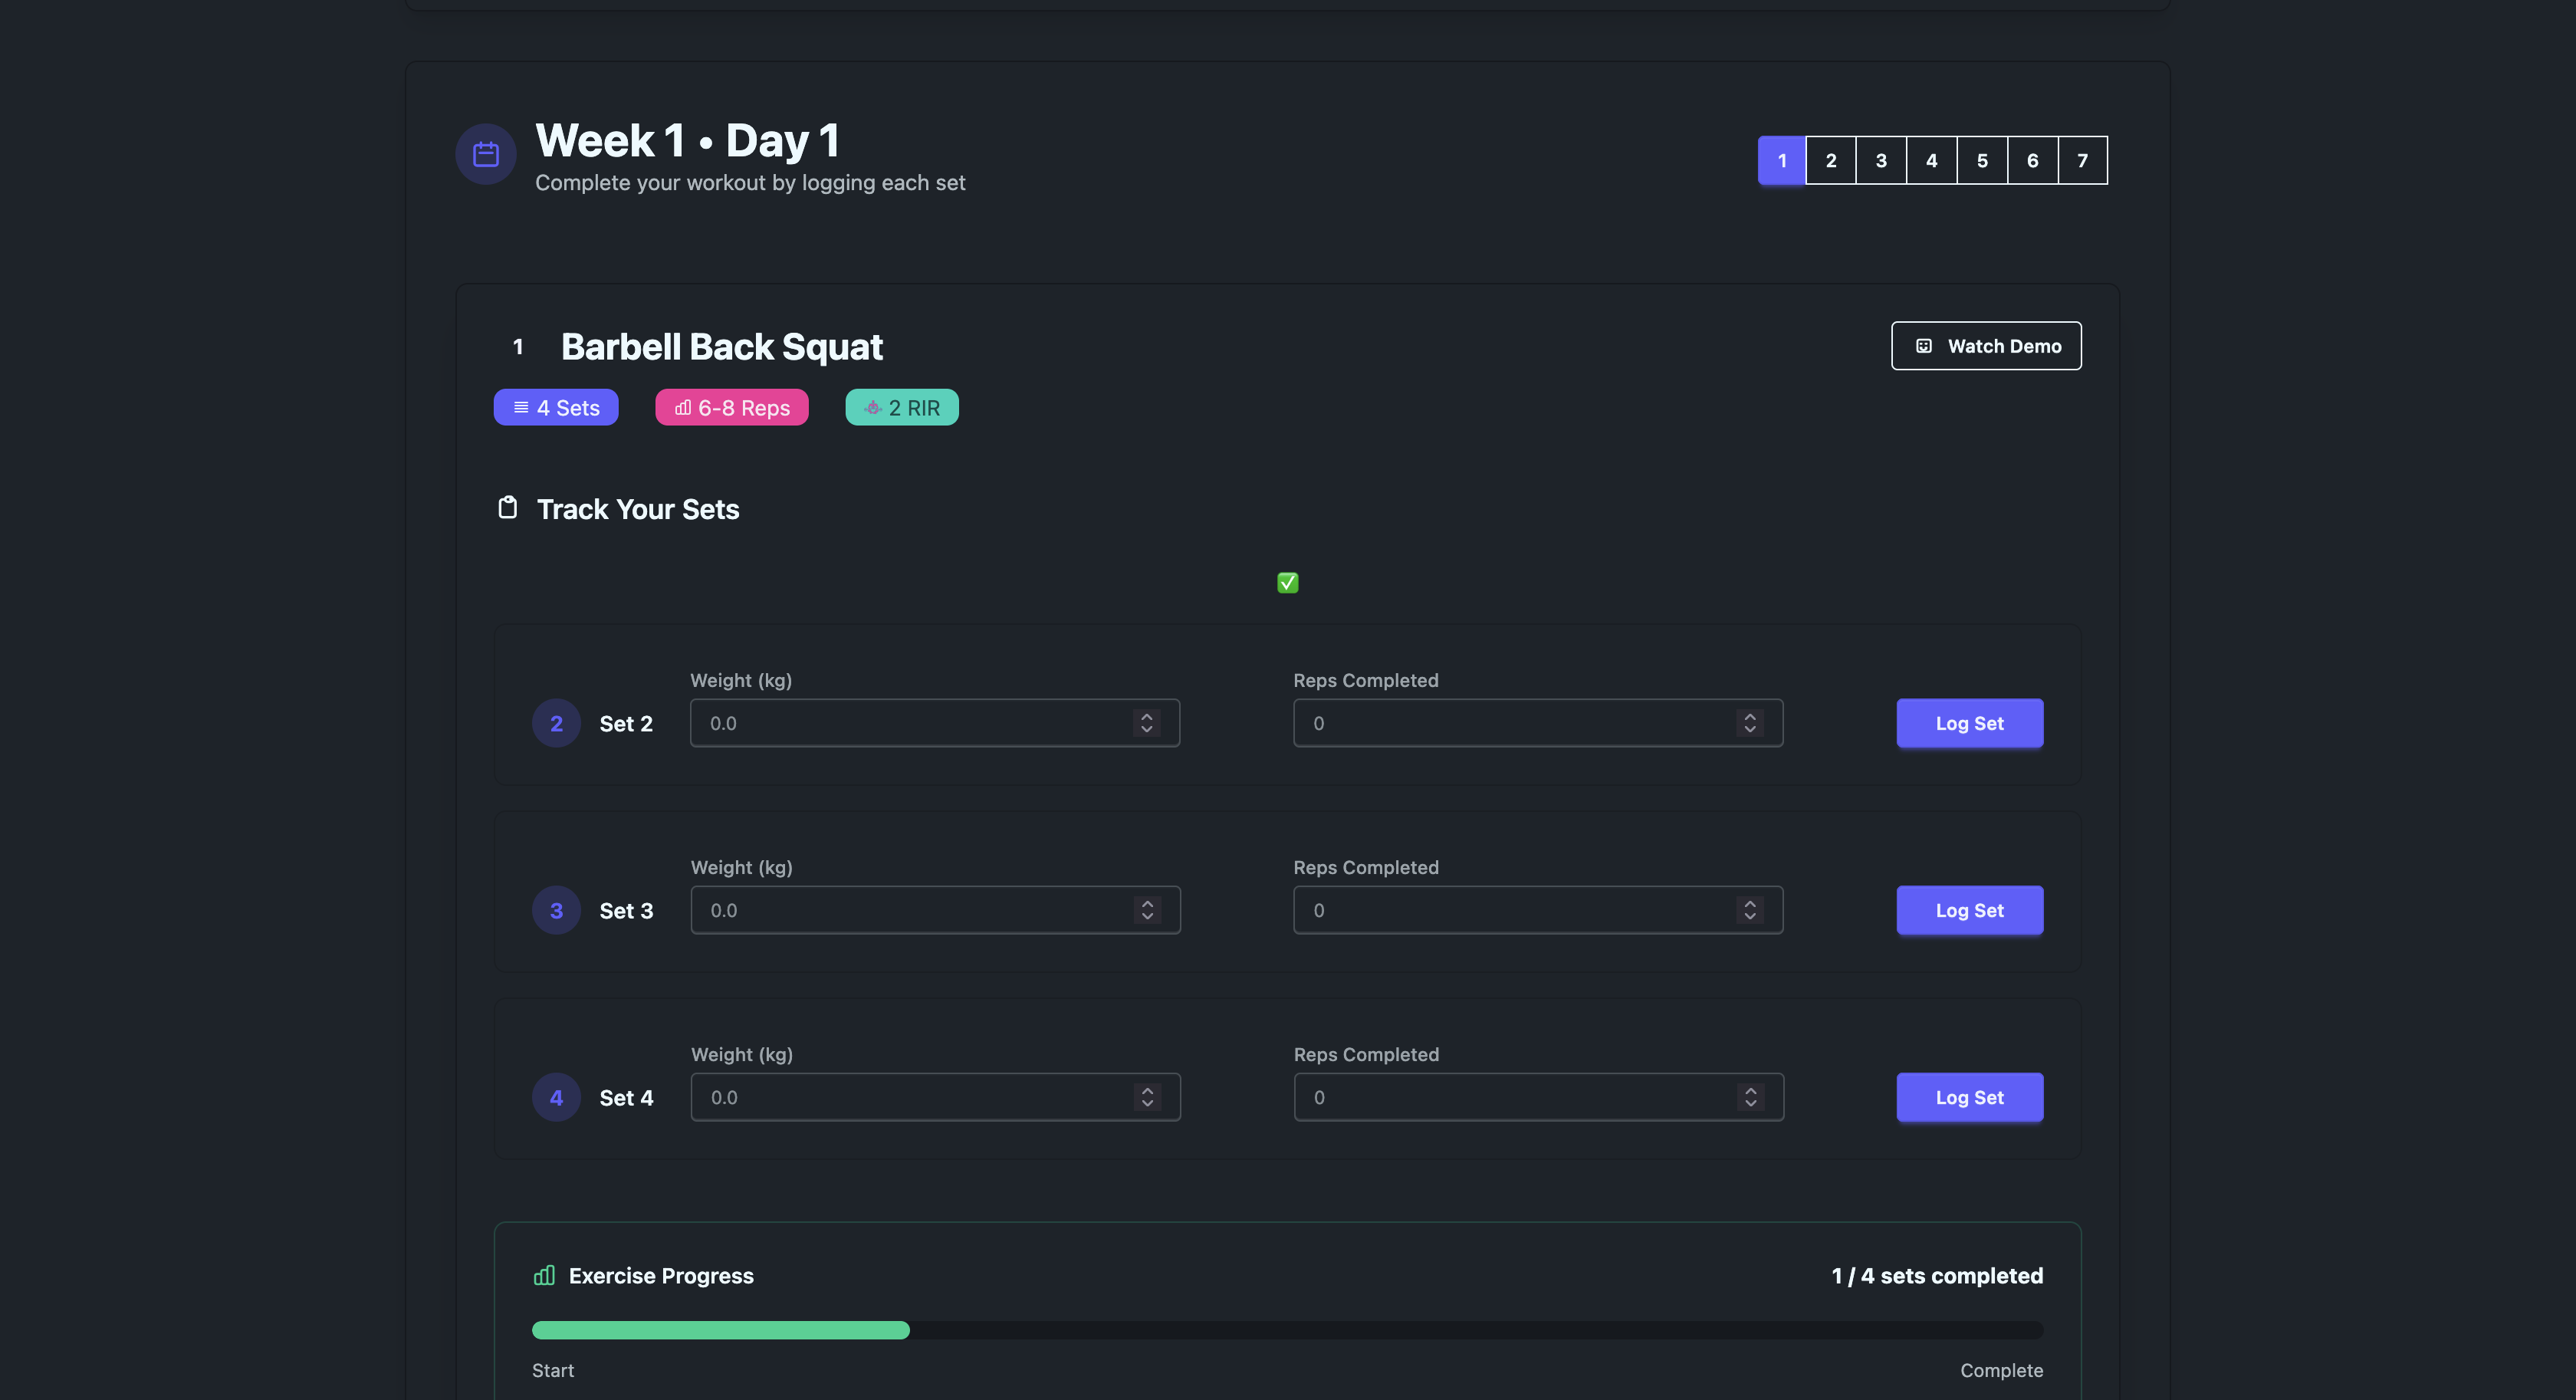 Week 1 • Day 1
Complete your workout by logging each set
1 2 3 4 5 6 7
1 Barbell Back Squat
Watch Demo
4 Sets 6-8 Reps 2 RIR
Track Your Sets
✅
Weight (kg) Reps Completed
2 Set 2 0.0 0 Log Set
Weight (kg) Reps Completed
3 Set 3 0.0 0 Log Set
Weight (kg) Reps Completed
4 Set 4 0.0 0 Log Set
Exercise Progress 1 / 4 sets completed
Start Complete